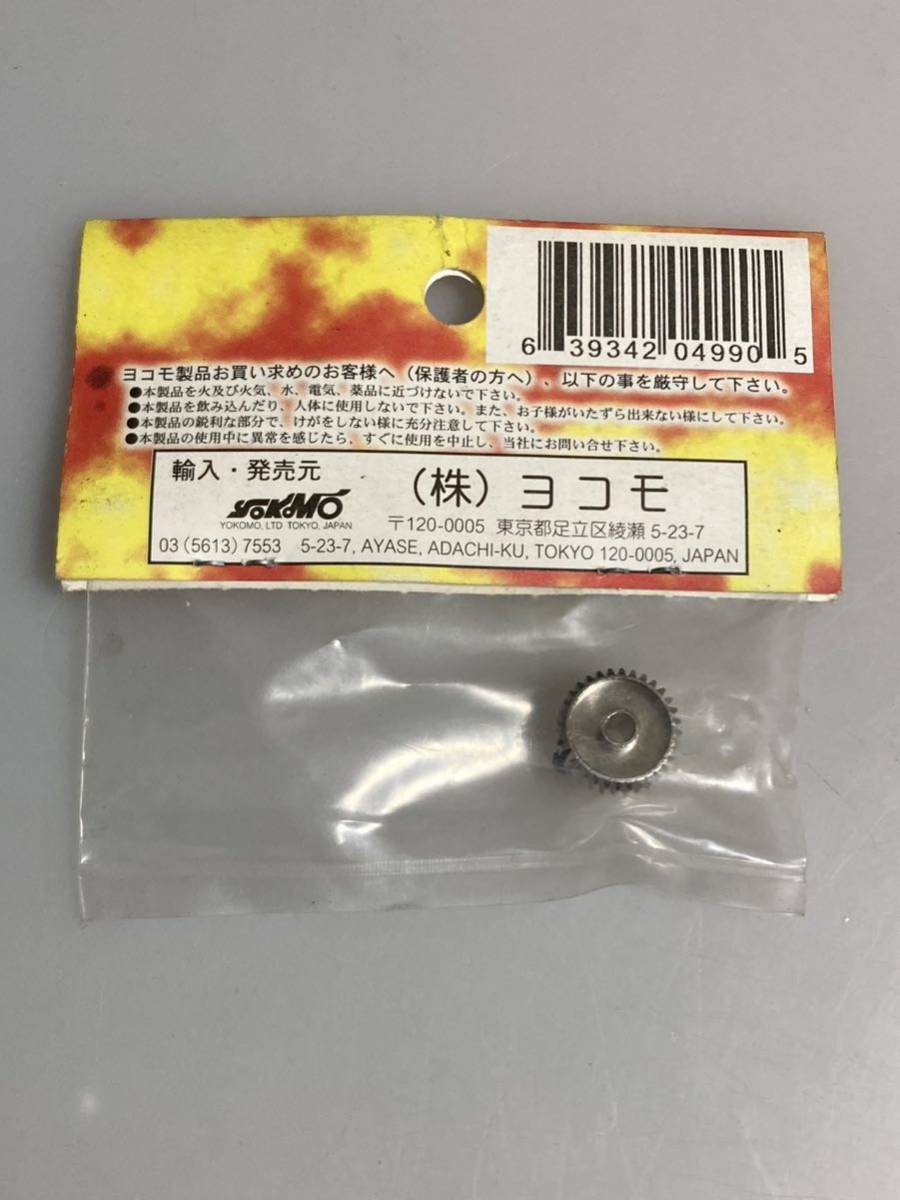 6 39342 04990 5
ヨコモ製品お買い求めのお客様へ（保護者の方へ）、以下の事を厳守して下さい。
●本製品を火及び火気、水、電気、薬品に近づけないで下さい。
●本製品を飲み込んだり、人体に使用しないで下さい。また、お子様がいたずら出来ない様にして下さい。
●本製品の鋭利な部分で、けがをしない様に充分注意して下さい。
●本製品の使用中に異常を感じたら、すぐに使用を中止し、当社にお問い合せ下さい。
輸入・発売元
（株）ヨコモ
YOKOMO
YOKOMO, LTD TOKYO, JAPAN
〒120-0005 東京都足立区綾瀬 5-23-7
03 (5613) 7553 5-23-7, AYASE, ADACHI-KU, TOKYO 120-0005, JAPAN